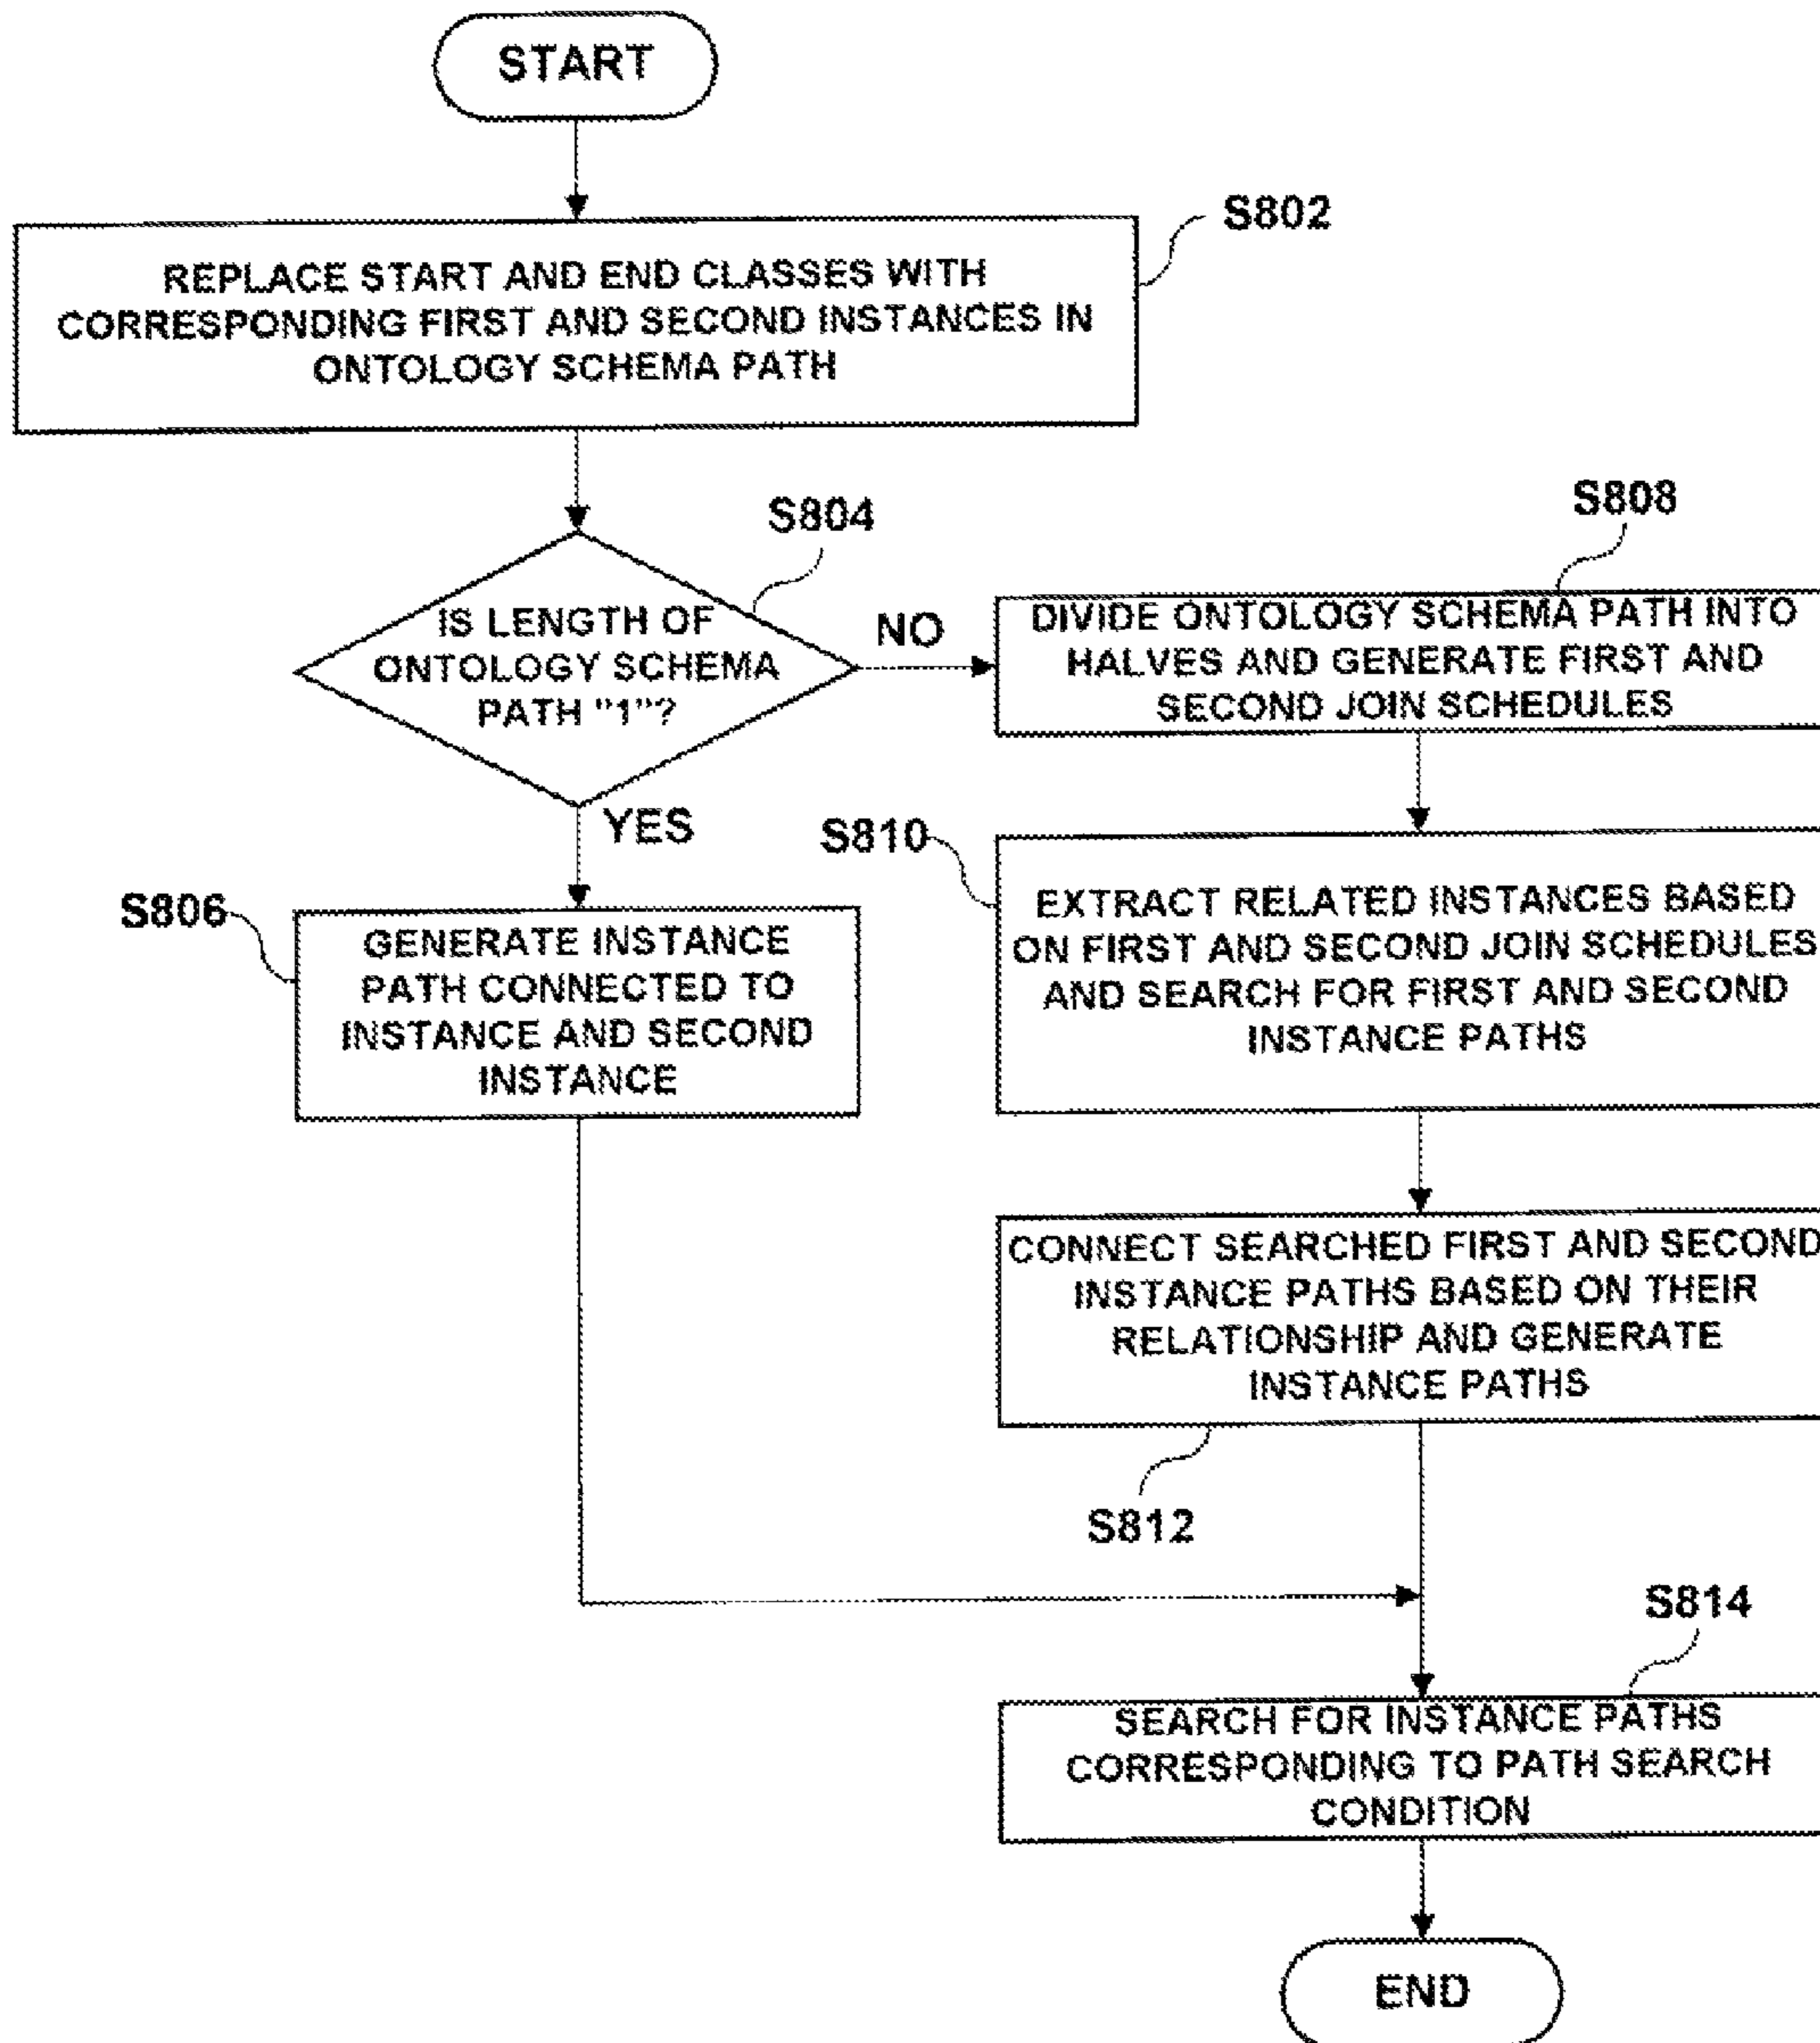 START
S802
REPLACE START AND END CLASSES WITH
CORRESPONDING FIRST AND SECOND INSTANCES IN
ONTOLOGY SCHEMA PATH
S804
IS LENGTH OF
ONTOLOGY SCHEMA
PATH "1"?
NO
YES
S808
DIVIDE ONTOLOGY SCHEMA PATH INTO
HALVES AND GENERATE FIRST AND
SECOND JOIN SCHEDULES
S806
GENERATE INSTANCE
PATH CONNECTED TO
INSTANCE AND SECOND
INSTANCE
S810
EXTRACT RELATED INSTANCES BASED
ON FIRST AND SECOND JOIN SCHEDULES
AND SEARCH FOR FIRST AND SECOND
INSTANCE PATHS
CONNECT SEARCHED FIRST AND SECOND
INSTANCE PATHS BASED ON THEIR
RELATIONSHIP AND GENERATE
INSTANCE PATHS
S812
S814
SEARCH FOR INSTANCE PATHS
CORRESPONDING TO PATH SEARCH
CONDITION
END